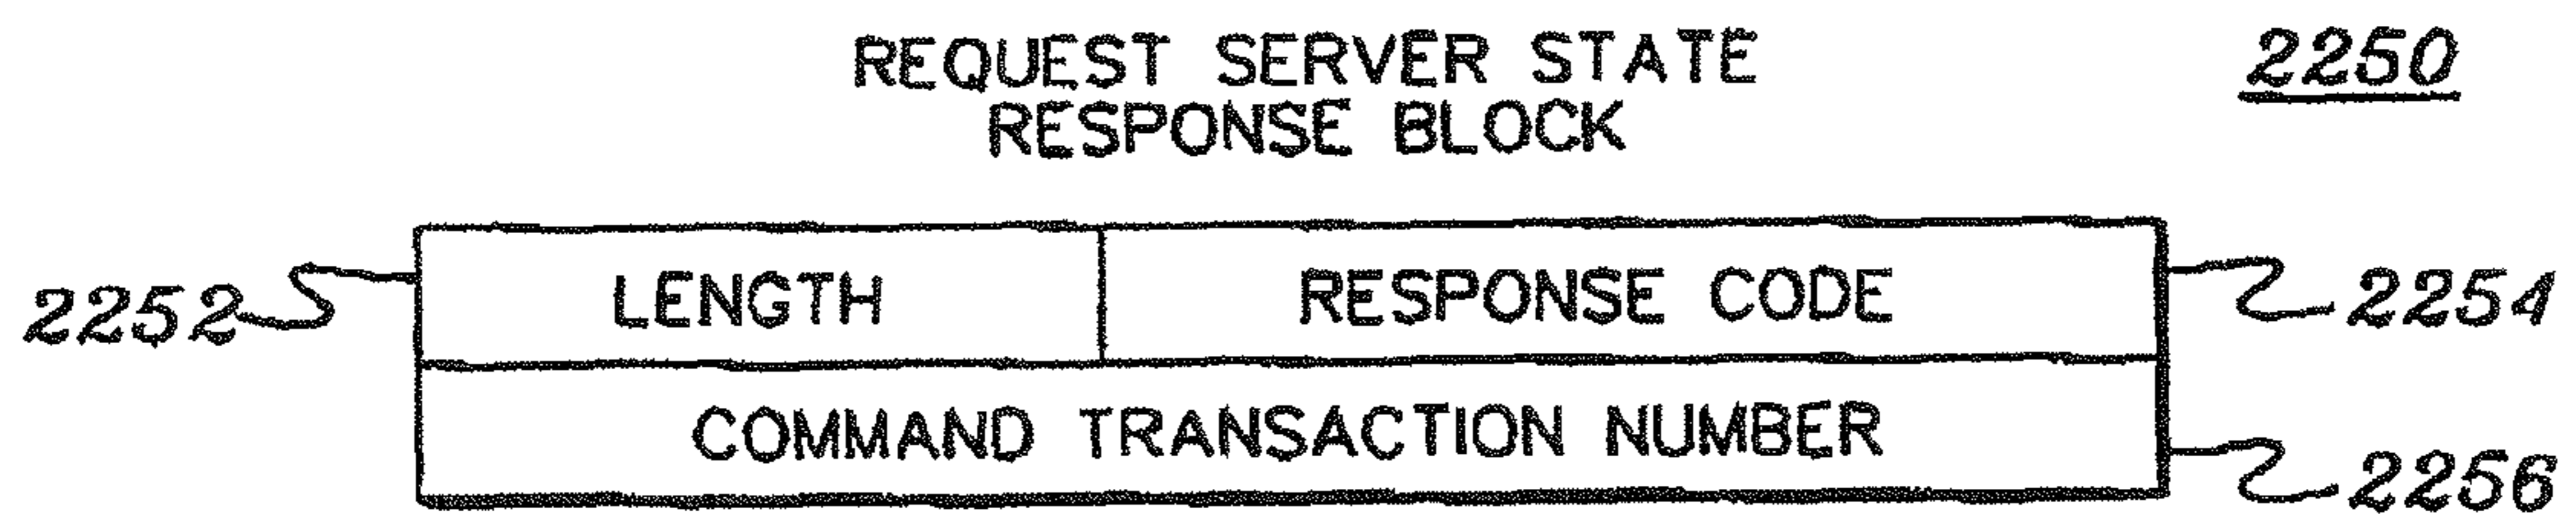 REQUEST SERVER STATE 2250
RESPONSE BLOCK
2252 LENGTH RESPONSE CODE 2254
COMMAND TRANSACTION NUMBER 2256